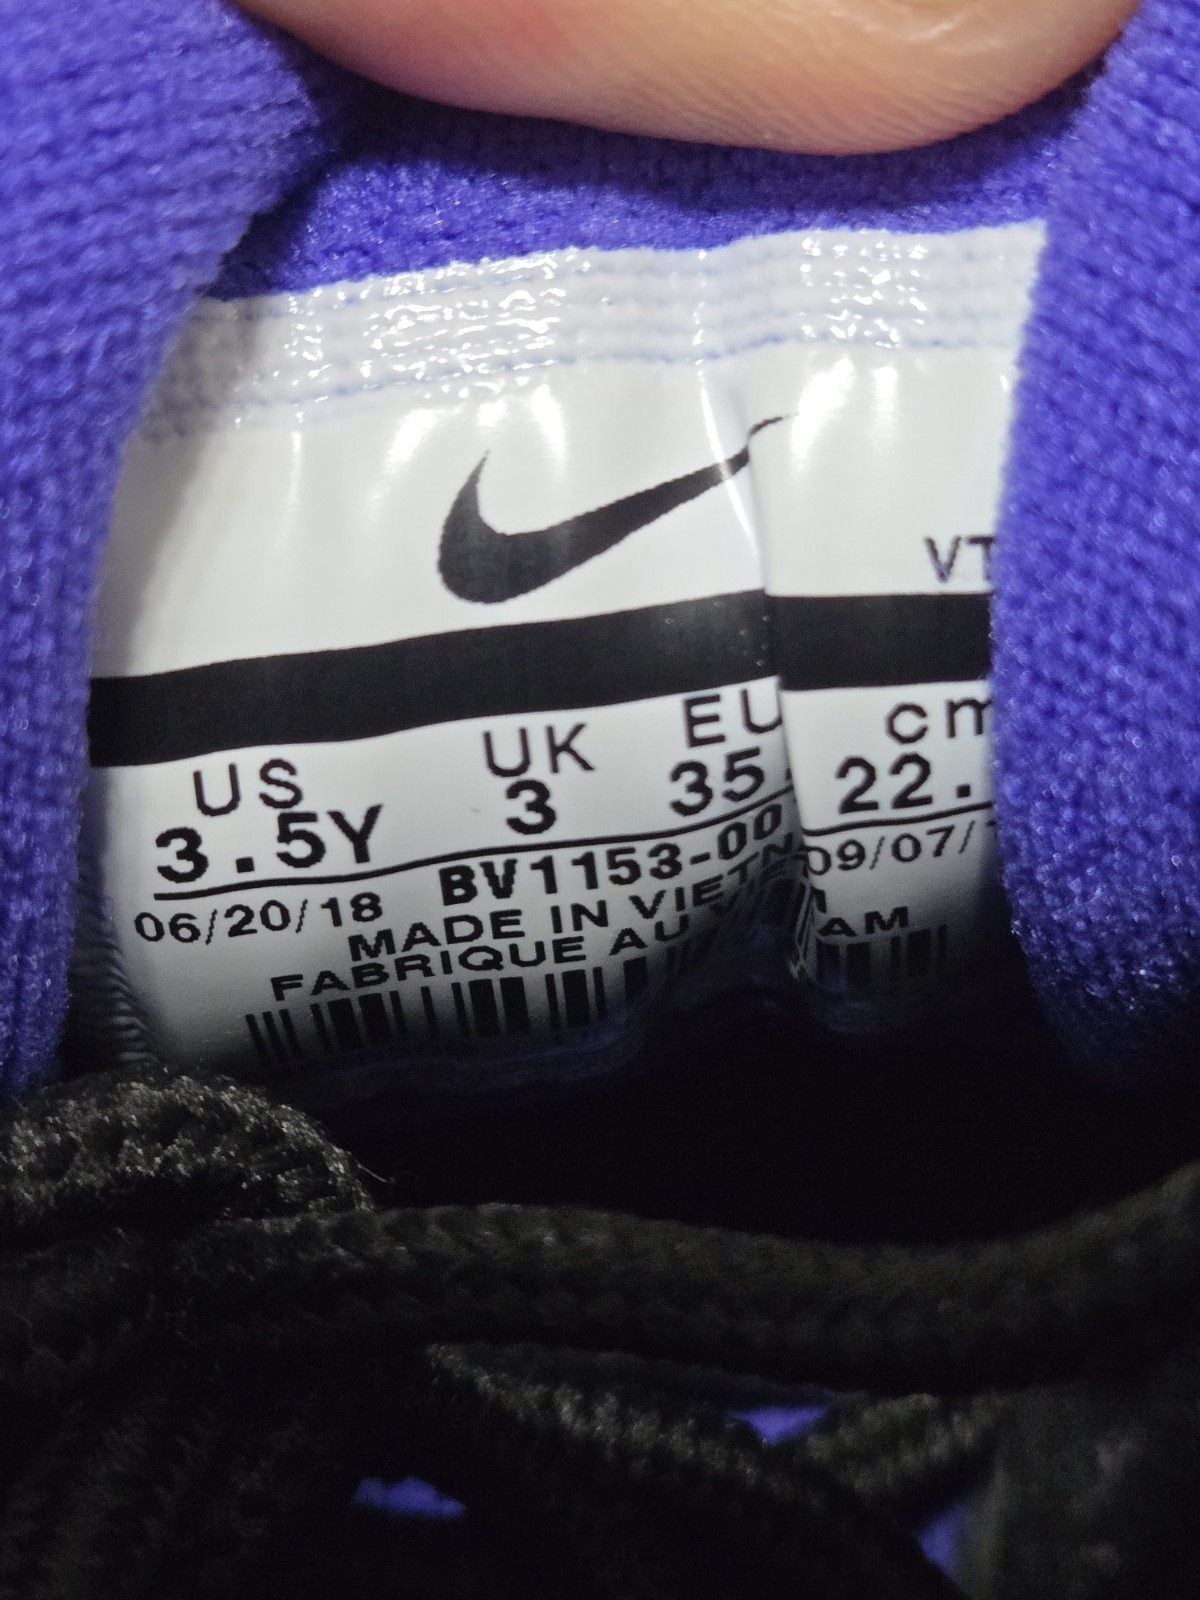 VT
US UK EU cm
3.5Y 3 35. 22.
BV1153-00
06/20/18 09/07/
MADE IN VIETN
FABRIQUE AU AM